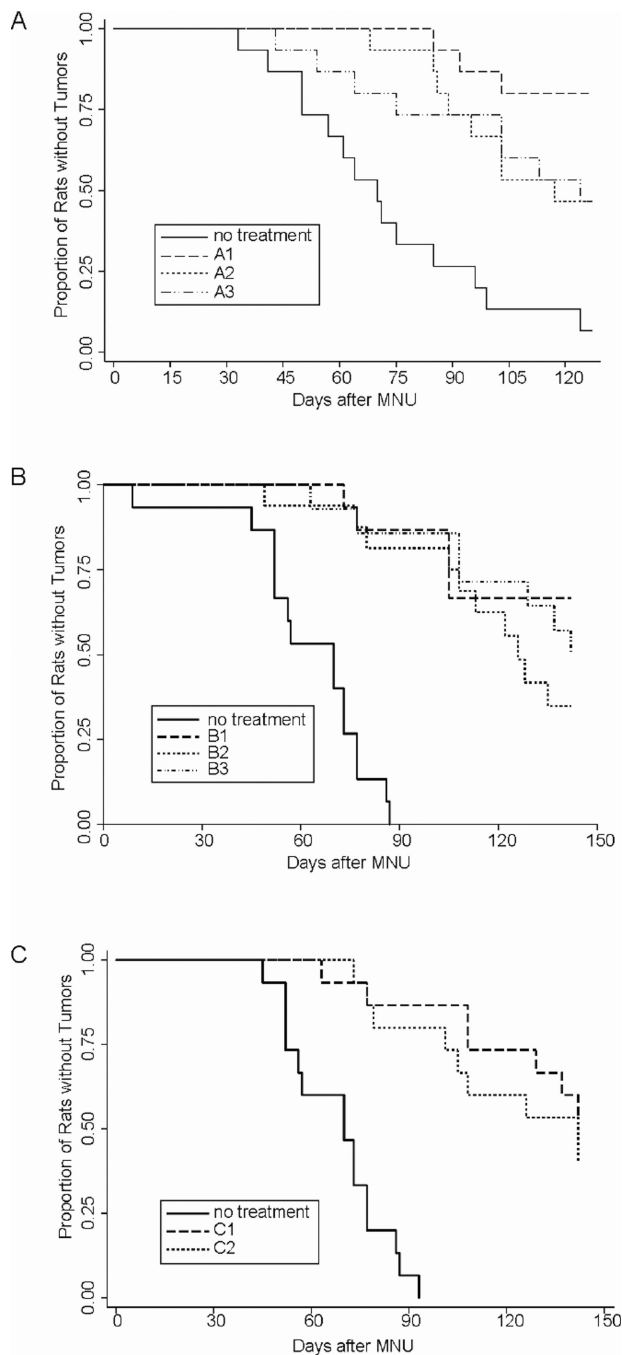 A
Proportion of Rats without Tumors
1.00
0.75
0.50
0.25
0.00
no treatment
A1
A2
A3
0 15 30 45 60 75 90 105 120
Days after MNU
B
Proportion of Rats without Tumors
1.00
0.75
0.50
0.25
0.00
no treatment
B1
B2
B3
0 30 60 90 120 150
Days after MNU
C
Proportion of Rats without Tumors
1.00
0.75
0.50
0.25
0.00
no treatment
C1
C2
0 30 60 90 120 150
Days after MNU